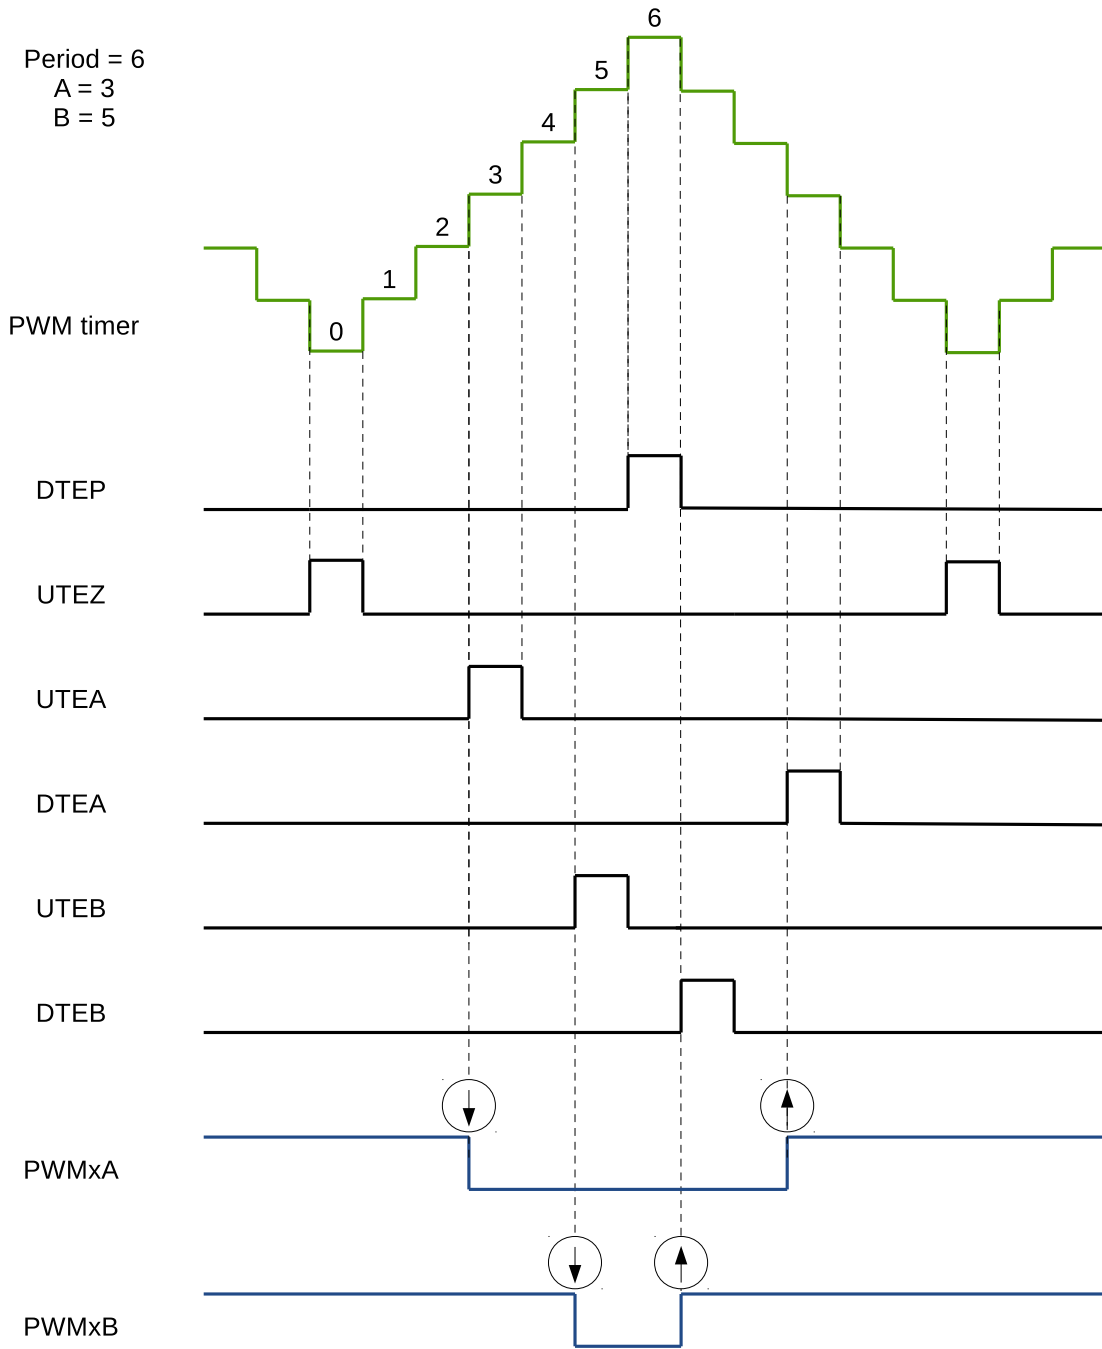 6
Period = 6
A = 3
B = 5
5
4
3
2
1
0
PWM timer
DTEP
UTEZ
UTEA
DTEA
UTEB
DTEB
PWMxA
PWMxB